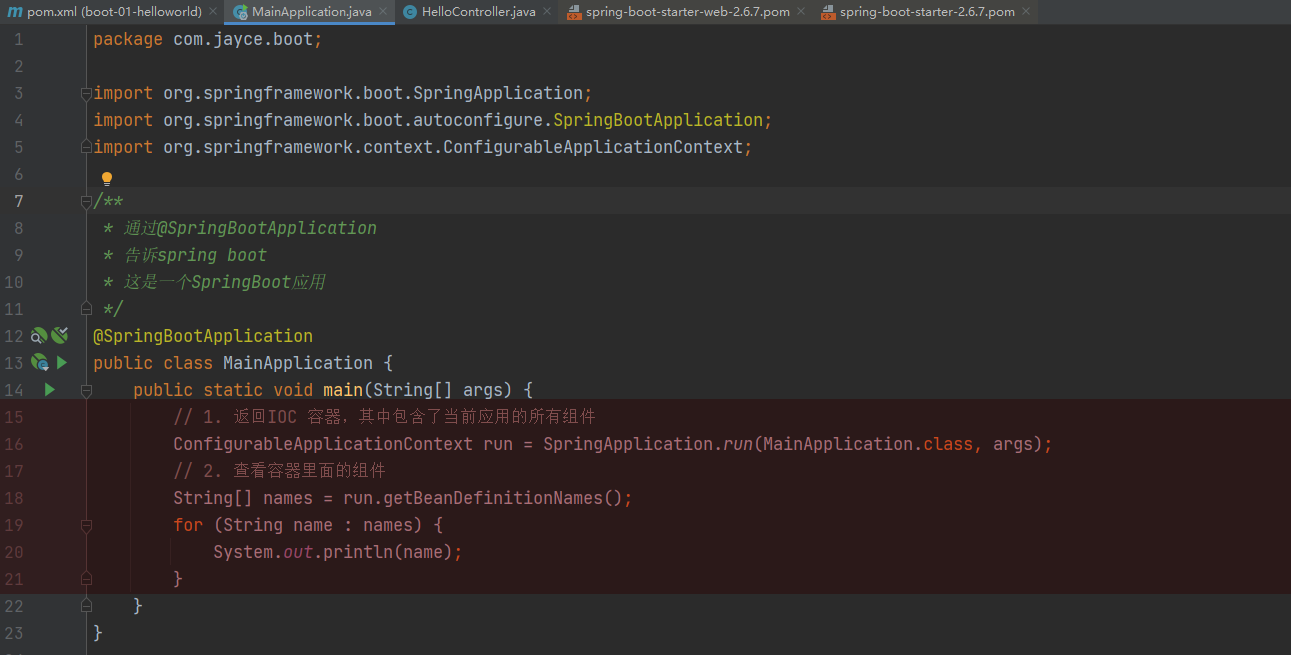 pom.xml (boot-01-helloworld) MainApplication.java HelloController.java spring-boot-starter-web-2.6.7.pom spring-boot-starter-2.6.7.pom
1 package com.jayce.boot;
2
3 import org.springframework.boot.SpringApplication;
4 import org.springframework.boot.autoconfigure.SpringBootApplication;
5 import org.springframework.context.ConfigurableApplicationContext;
6
7 /**
8  * 通过@SpringBootApplication
9  * 告诉spring boot
10  * 这是一个SpringBoot应用
11  */
12 @SpringBootApplication
13 public class MainApplication {
14     public static void main(String[] args) {
15         // 1. 返回IOC 容器，其中包含了当前应用的所有组件
16         ConfigurableApplicationContext run = SpringApplication.run(MainApplication.class, args);
17         // 2. 查看容器里面的组件
18         String[] names = run.getBeanDefinitionNames();
19         for (String name : names) {
20             System.out.println(name);
21         }
22     }
23 }